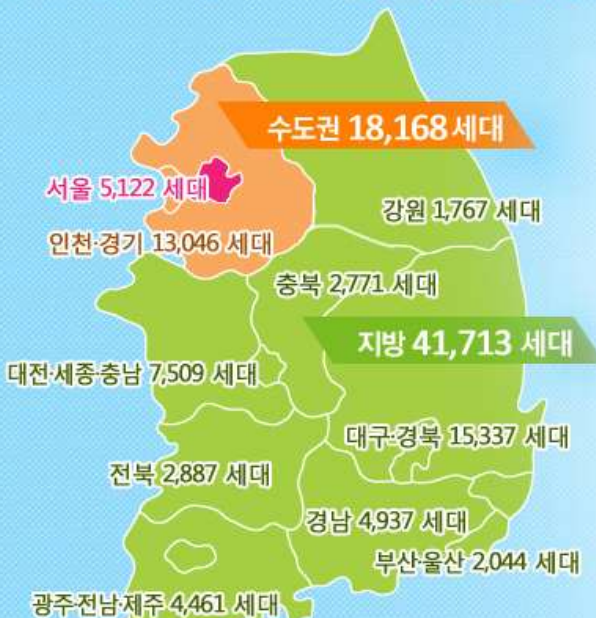 수도권 18,168 세대
서울 5,122 세대
강원 1,767 세대
인천·경기 13,046 세대
충북 2,771 세대
지방 41,713 세대
대전·세종·충남 7,509 세대
대구·경북 15,337 세대
전북 2,887 세대
경남 4,937 세대
부산·울산 2,044 세대
광주·전남·제주 4,461 세대